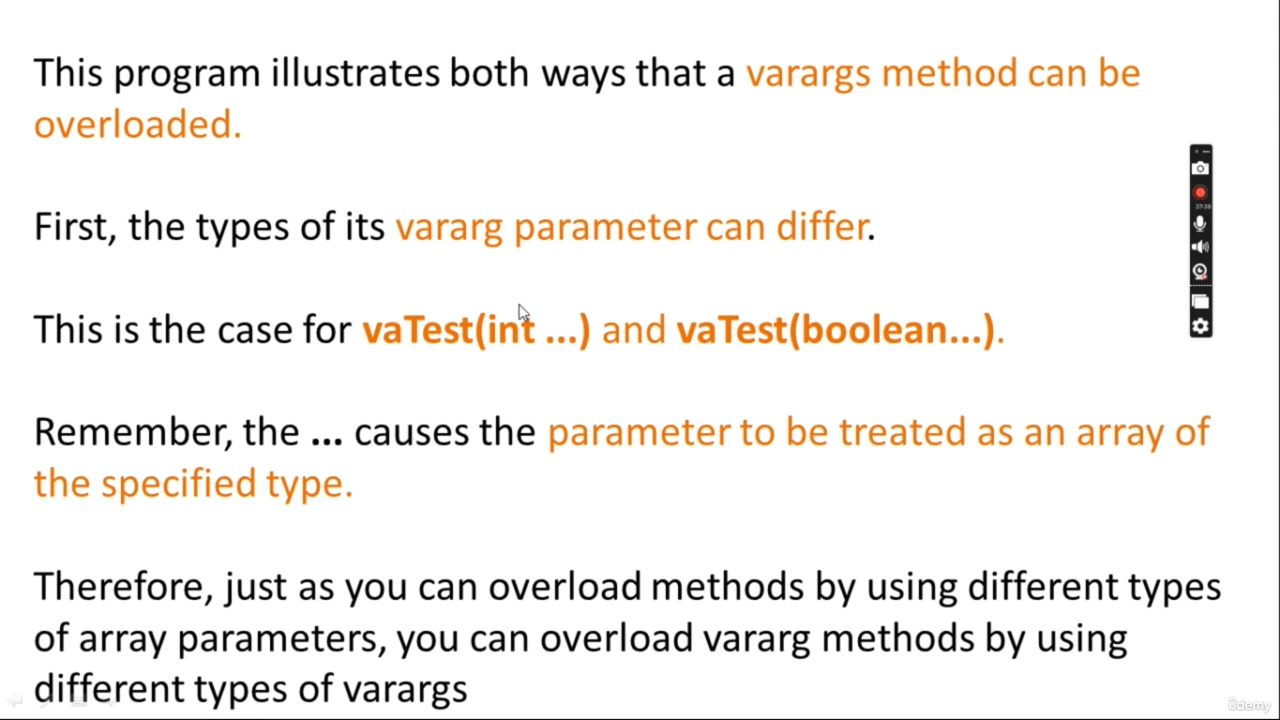 This program illustrates both ways that a varargs method can be
overloaded.
First, the types of its vararg parameter can differ.
This is the case for vaTest(int ...) and vaTest(boolean...).
Remember, the ... causes the parameter to be treated as an array of
the specified type.
Therefore, just as you can overload methods by using different types
of array parameters, you can overload vararg methods by using
different types of varargs
ûdemy